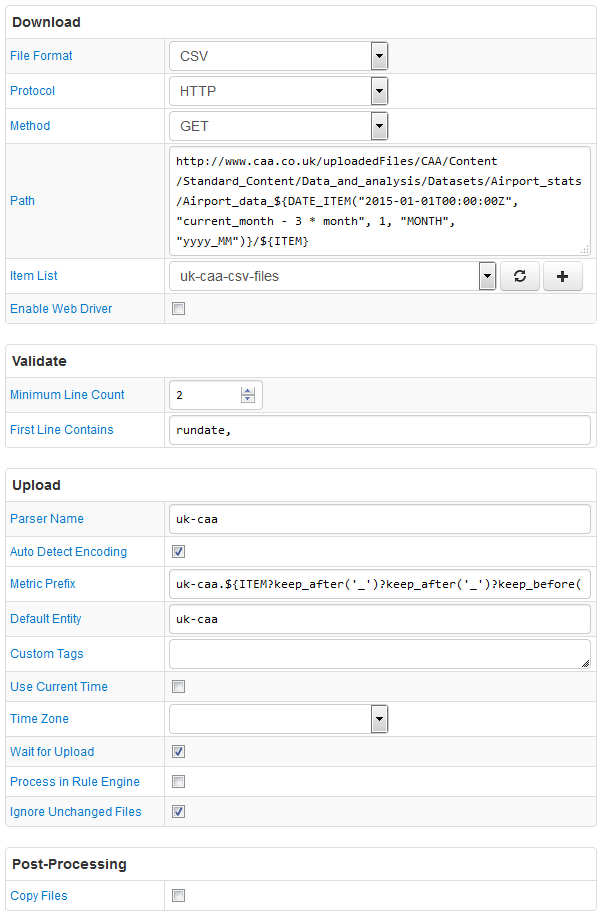 Download
File Format CSV
Protocol HTTP
Method GET
Path
http://www.caa.co.uk/uploadedFiles/CAA/Content
/Standard_Content/Data_and_analysis/Datasets/Airport_stats
/Airport_data_${DATE_ITEM("2015-01-01T00:00:00Z",
"current_month - 3 * month", 1, "MONTH",
"yyyy_MM")}/${ITEM}
Item List uk-caa-csv-files
Enable Web Driver
Validate
Minimum Line Count 2
First Line Contains rundate,
Upload
Parser Name uk-caa
Auto Detect Encoding
Metric Prefix uk-caa.${ITEM?keep_after('_')?keep_after('_')?keep_before(
Default Entity uk-caa
Custom Tags
Use Current Time
Time Zone
Wait for Upload
Process in Rule Engine
Ignore Unchanged Files
Post-Processing
Copy Files